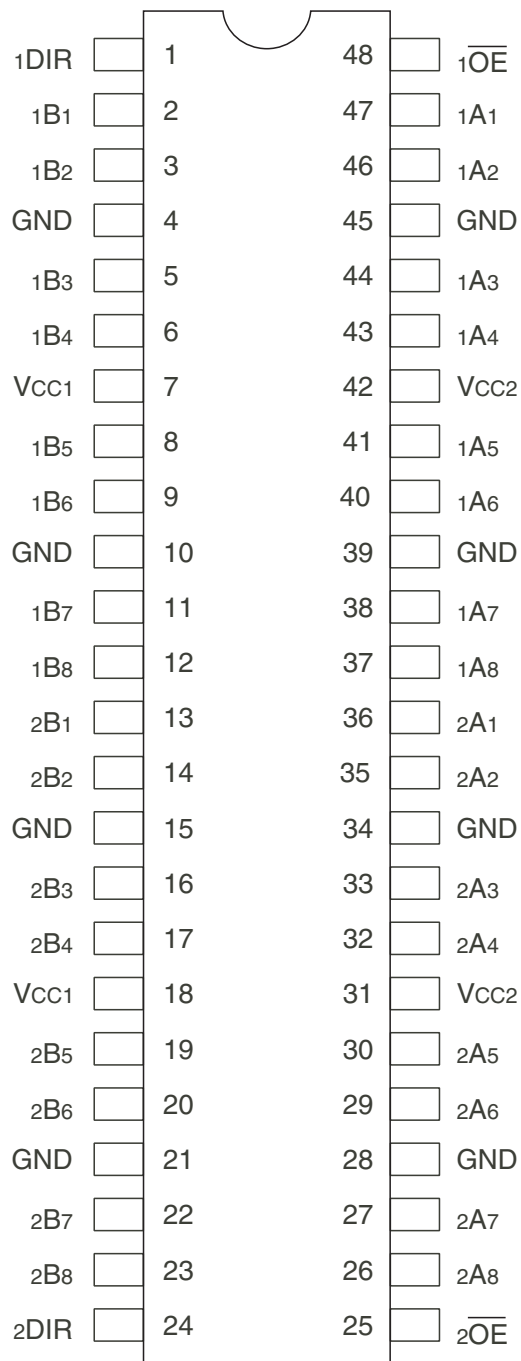 1DIR 1 48 1O̅E̅
1B1 2 47 1A1
1B2 3 46 1A2
GND 4 45 GND
1B3 5 44 1A3
1B4 6 43 1A4
VCC1 7 42 VCC2
1B5 8 41 1A5
1B6 9 40 1A6
GND 10 39 GND
1B7 11 38 1A7
1B8 12 37 1A8
2B1 13 36 2A1
2B2 14 35 2A2
GND 15 34 GND
2B3 16 33 2A3
2B4 17 32 2A4
VCC1 18 31 VCC2
2B5 19 30 2A5
2B6 20 29 2A6
GND 21 28 GND
2B7 22 27 2A7
2B8 23 26 2A8
2DIR 24 25 2O̅E̅